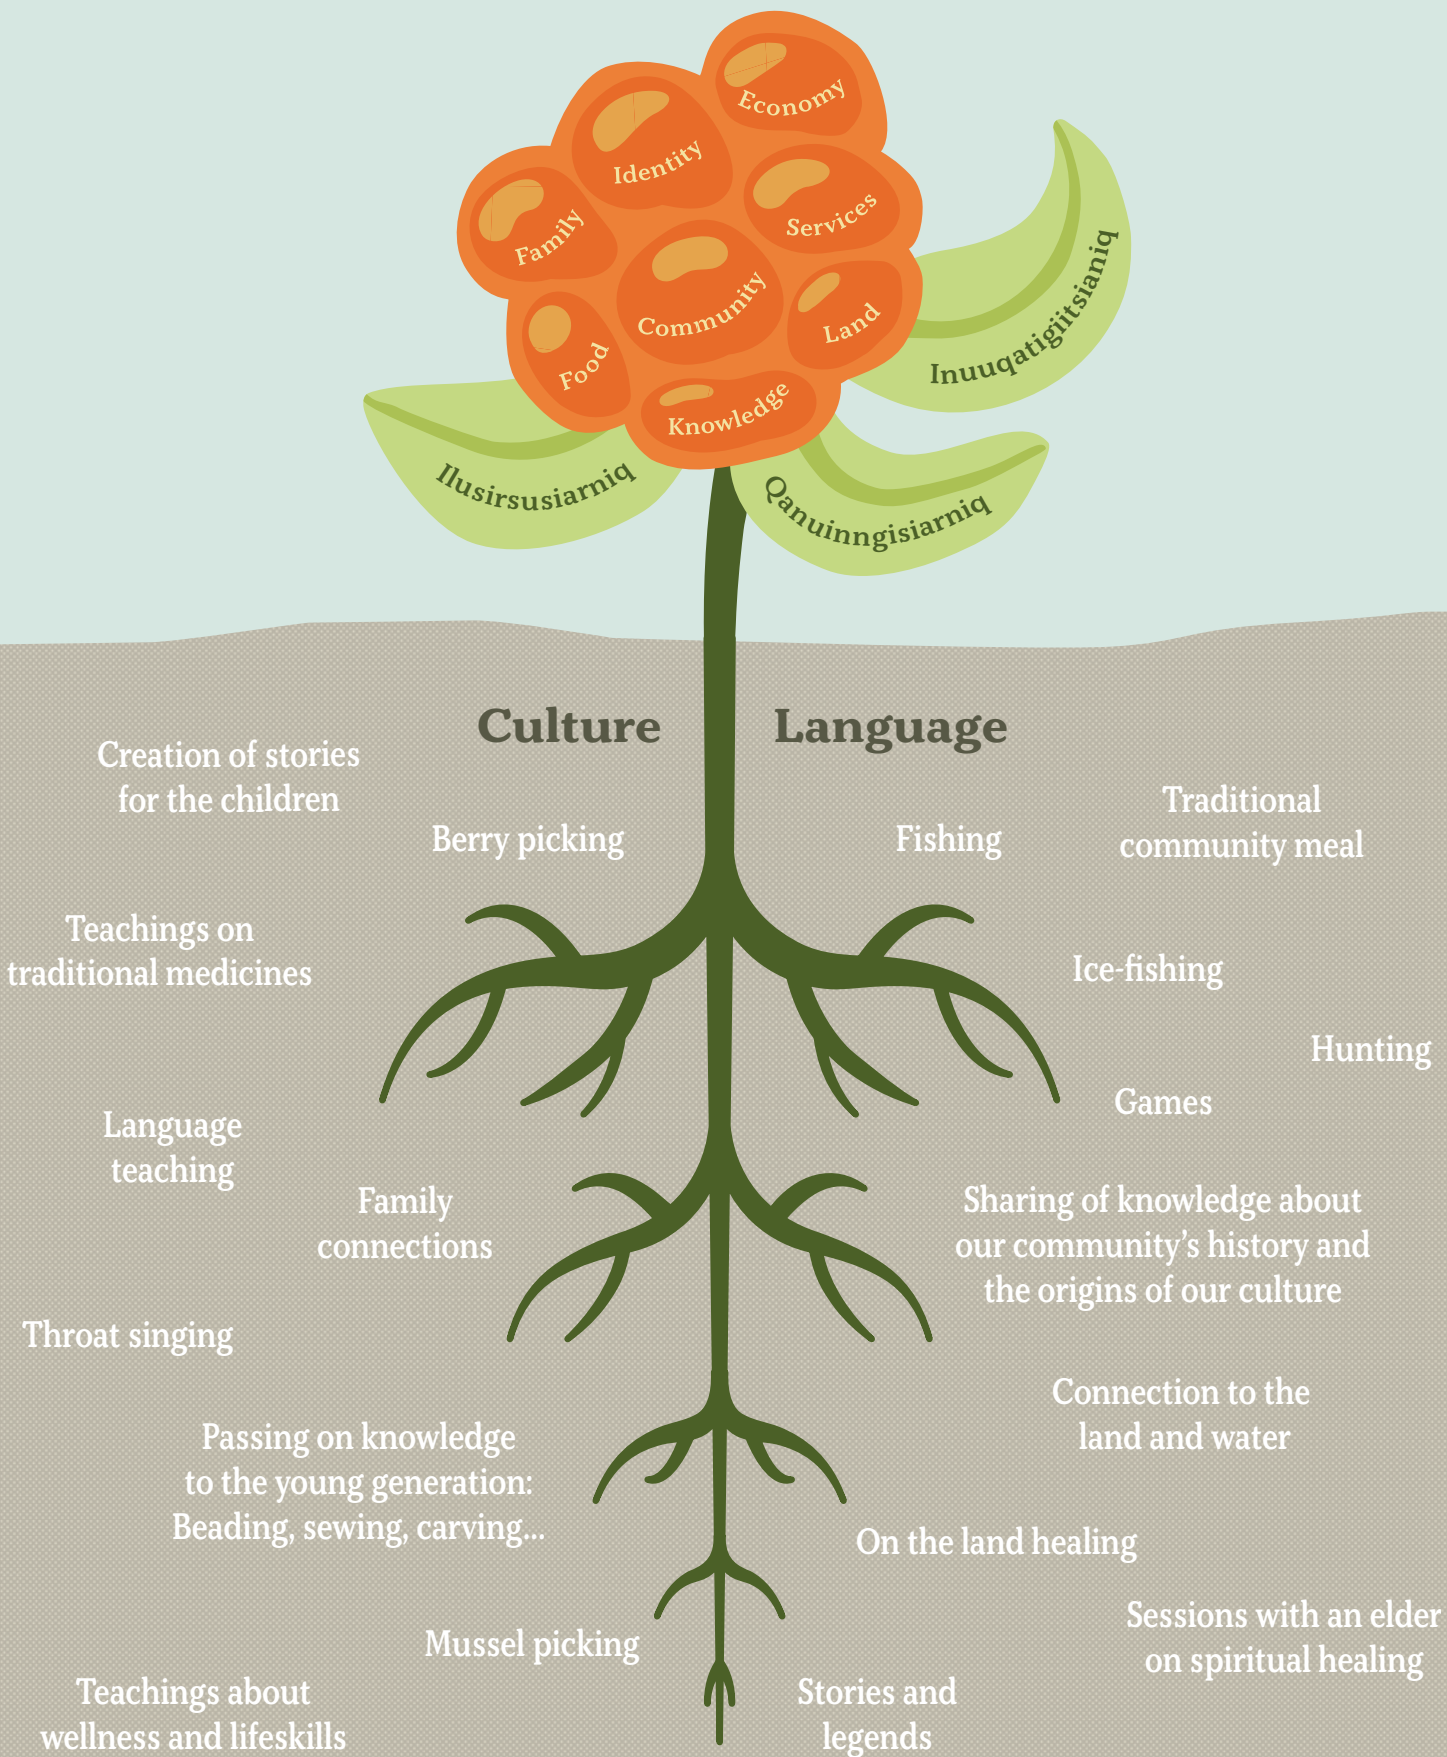 Economy
Identity
Services
Family
Community
Land
Food
Knowledge
Inuuqatigiitsianiq
Ilusirsusiarniq
Qanuinngisiarniq
Culture
Language
Creation of stories
for the children
Berry picking
Fishing
Traditional
community meal
Teachings on
traditional medicines
Ice-fishing
Hunting
Games
Language
teaching
Family
connections
Sharing of knowledge about
our community’s history and
the origins of our culture
Throat singing
Connection to the
land and water
Passing on knowledge
to the young generation:
Beading, sewing, carving...
On the land healing
Sessions with an elder
on spiritual healing
Mussel picking
Teachings about
wellness and lifeskills
Stories and
legends